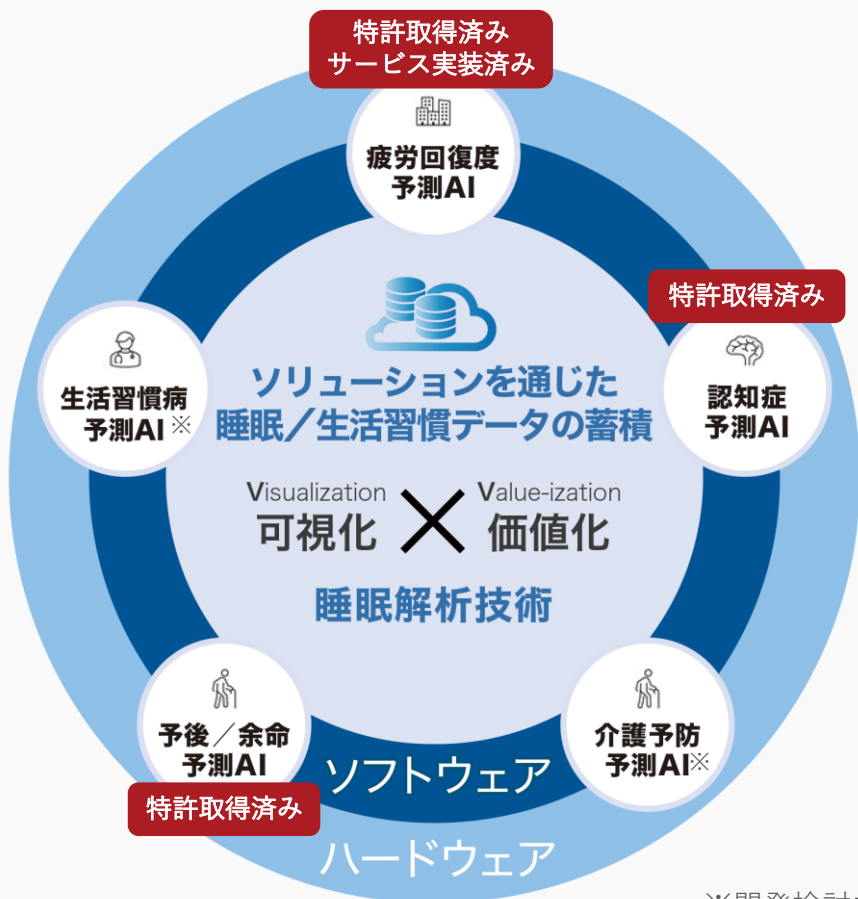 特許取得済み
サービス実装済み
疲労回復度
予測AI
特許取得済み
認知症
予測AI
生活習慣病
予測AI※
ソリューションを通じた
睡眠／生活習慣データの蓄積
Visualization
可視化
×
Value-ization
価値化
睡眠解析技術
予後／余命
予測AI
特許取得済み
介護予防
予測AI※
ソフトウェア
ハードウェア
※開発検討